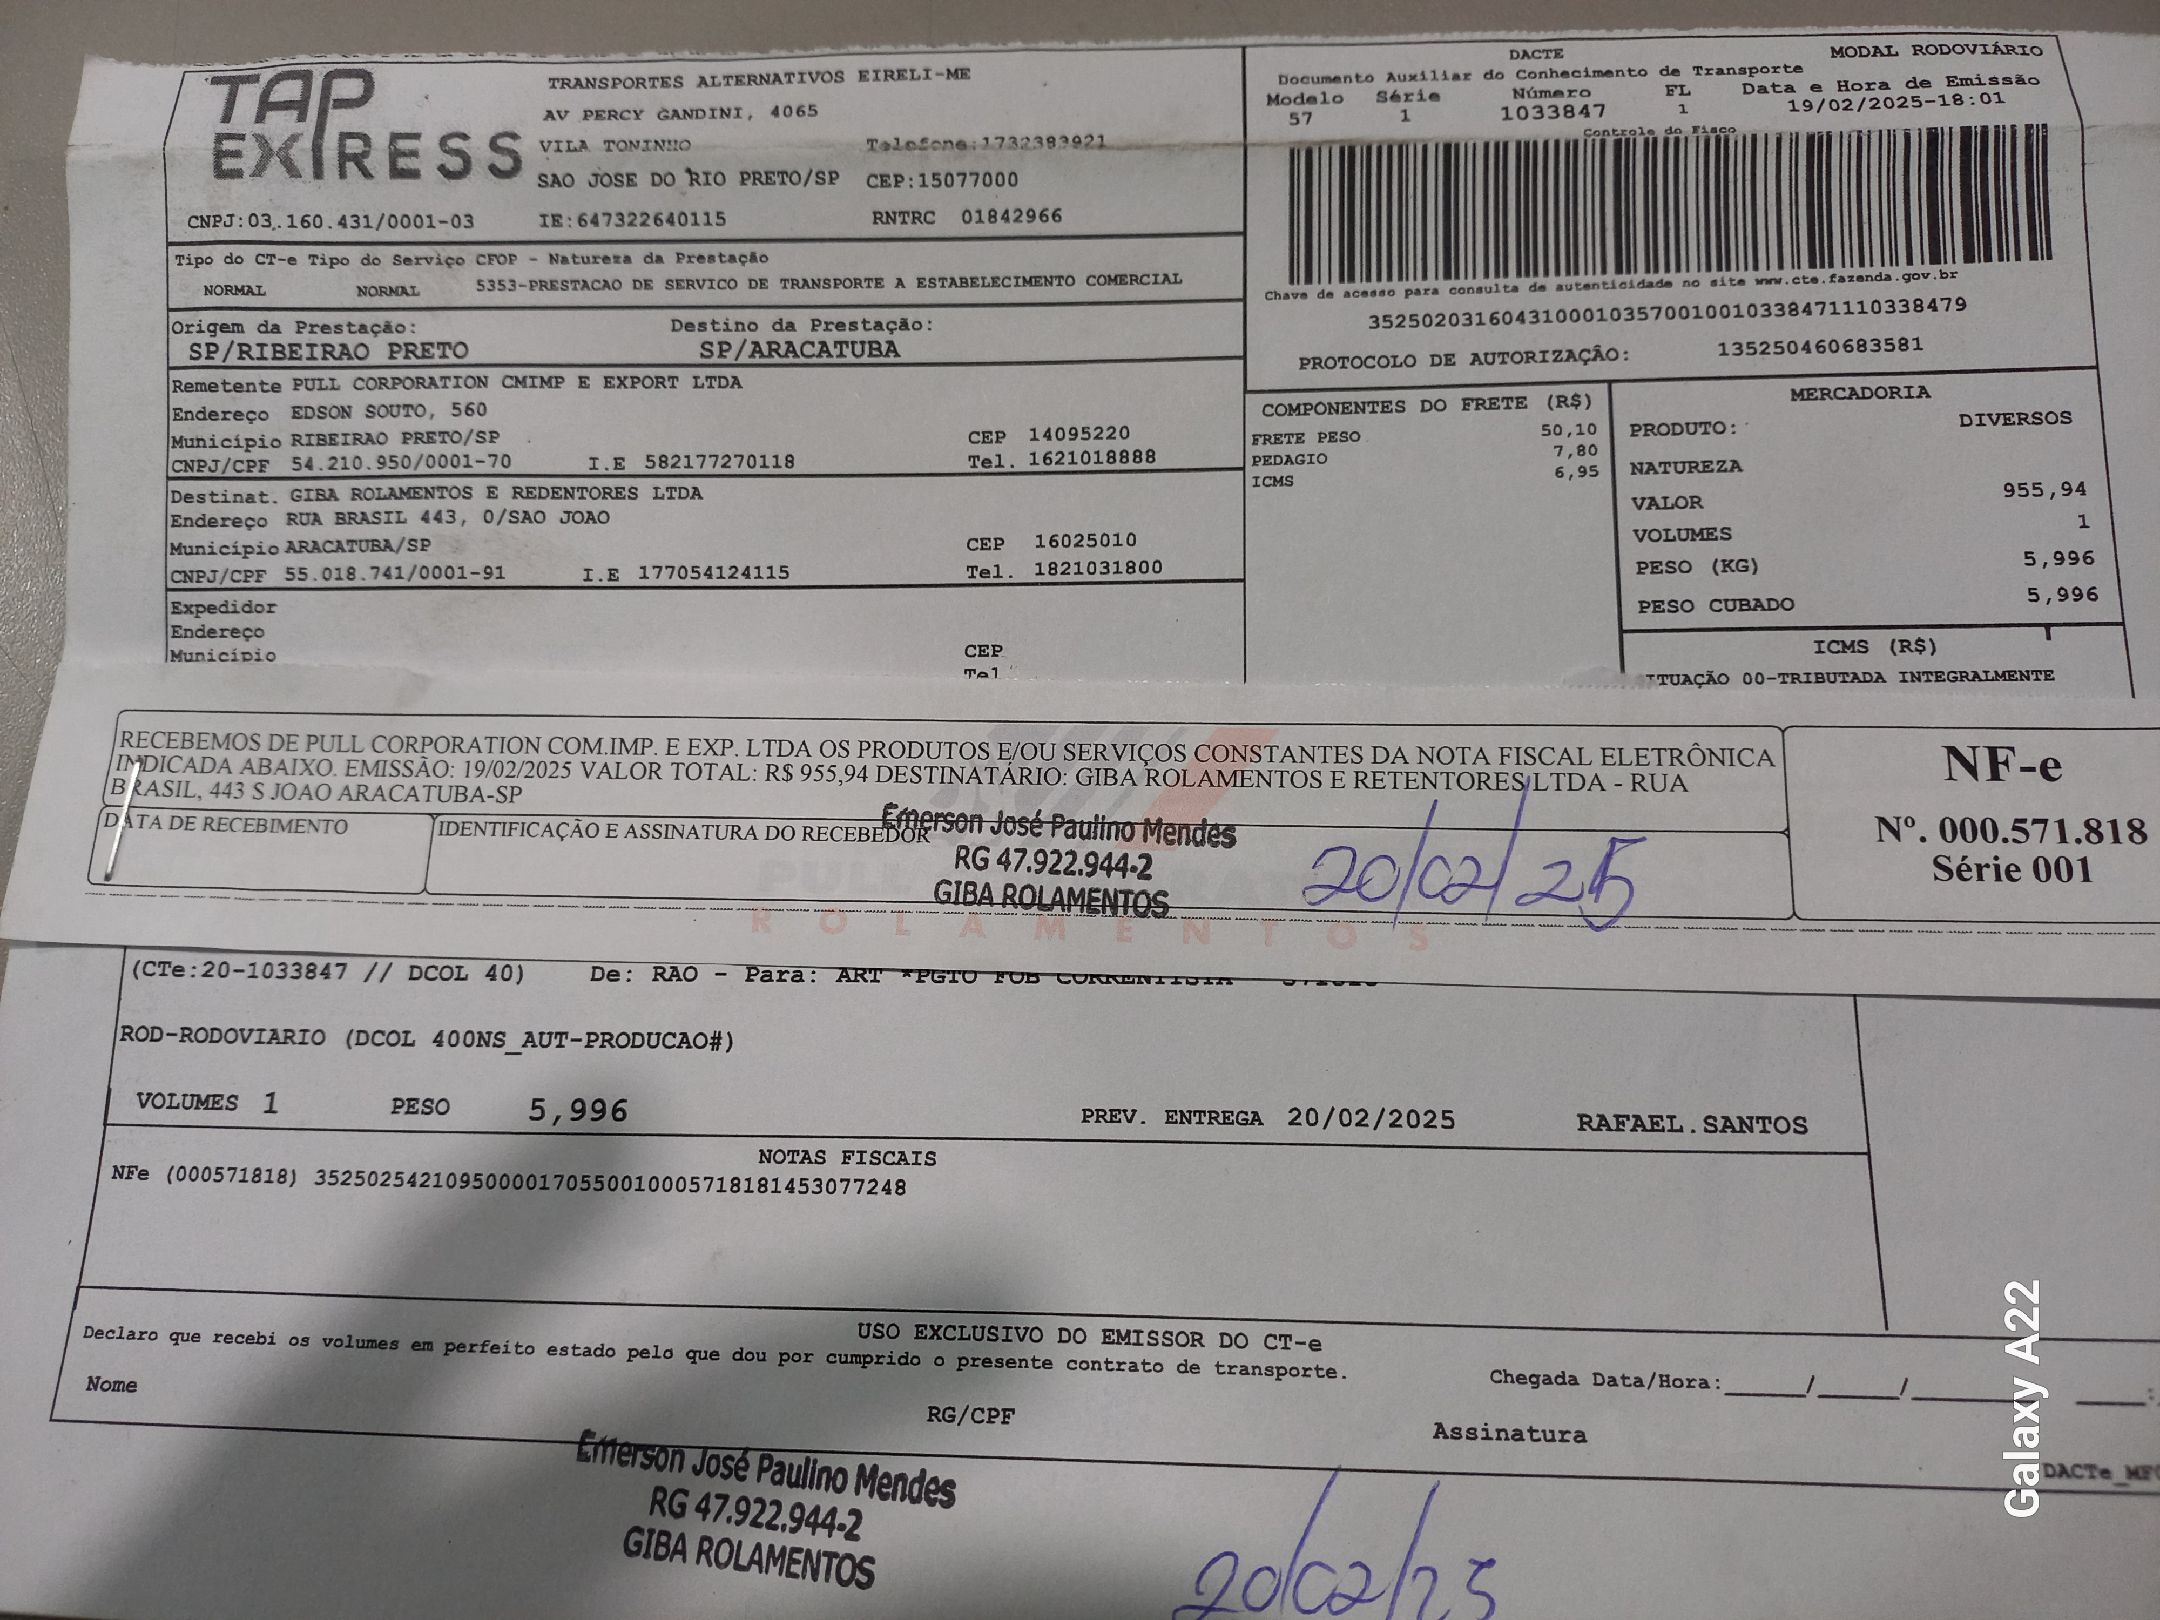 TAP EXPRESS
TRANSPORTES ALTERNATIVOS EIRELI-ME
AV PERCY GANDINI, 4065
VILA TONINHO Telefone:1732383921
SAO JOSE DO RIO PRETO/SP CEP:15077000
CNPJ:03.160.431/0001-03 IE:647322640115 RNTRC 01842966
DACTE MODAL RODOVIÁRIO
Documento Auxiliar do Conhecimento de Transporte
Modelo Série Número FL Data e Hora de Emissão
57 1 1033847 1 19/02/2025-18:01
Controle do Fisco
Chave de acesso para consulta de autenticidade no site www.cte.fazenda.gov.br
35250203160431000103570010010338471110338479
PROTOCOLO DE AUTORIZAÇÃO: 135250460683581
Tipo do CT-e Tipo do Serviço CFOP - Natureza da Prestação
NORMAL NORMAL 5353-PRESTACAO DE SERVICO DE TRANSPORTE A ESTABELECIMENTO COMERCIAL
Origem da Prestação: Destino da Prestação:
SP/RIBEIRAO PRETO SP/ARACATUBA
Remetente PULL CORPORATION CMIMP E EXPORT LTDA
Endereço EDSON SOUTO, 560
Município RIBEIRAO PRETO/SP CEP 14095220
CNPJ/CPF 54.210.950/0001-70 I.E 582177270118 Tel. 1621018888
Destinat. GIBA ROLAMENTOS E REDENTORES LTDA
Endereço RUA BRASIL 443, 0/SAO JOAO
Município ARACATUBA/SP CEP 16025010
CNPJ/CPF 55.018.741/0001-91 I.E 177054124115 Tel. 1821031800
Expedidor
Endereço
Município CEP
Tel
COMPONENTES DO FRETE (R$)
FRETE PESO 50,10
PEDAGIO 7,80
ICMS 6,95
MERCADORIA
PRODUTO: DIVERSOS
NATUREZA
VALOR 955,94
VOLUMES 1
PESO (KG) 5,996
PESO CUBADO 5,996
ICMS (R$)
ITUAÇÃO 00-TRIBUTADA INTEGRALMENTE
RECEBEMOS DE PULL CORPORATION COM.IMP. E EXP. LTDA OS PRODUTOS E/OU SERVIÇOS CONSTANTES DA NOTA FISCAL ELETRÔNICA
INDICADA ABAIXO. EMISSÃO: 19/02/2025 VALOR TOTAL: R$ 955,94 DESTINATÁRIO: GIBA ROLAMENTOS E RETENTORES LTDA - RUA
BRASIL, 443 S JOAO ARACATUBA-SP
DATA DE RECEBIMENTO IDENTIFICAÇÃO E ASSINATURA DO RECEBEDOR
Emerson José Paulino Mendes
RG 47.922.944-2
GIBA ROLAMENTOS
20/02/25
ROLAMENTOS
NF-e
Nº. 000.571.818
Série 001
(CTe:20-1033847 // DCOL 40) De: RAO - Para: ART *PGTO FOB CORRENTISTA
ROD-RODOVIARIO (DCOL 400NS_AUT-PRODUCAO#)
VOLUMES 1 PESO 5,996 PREV. ENTREGA 20/02/2025 RAFAEL.SANTOS
NOTAS FISCAIS
NFe (000571818) 35250254210950000170550010005718181453077248
USO EXCLUSIVO DO EMISSOR DO CT-e
Declaro que recebi os volumes em perfeito estado pelo que dou por cumprido o presente contrato de transporte.
Nome RG/CPF Assinatura Chegada Data/Hora:_____/_____/_____ ____:
DACTe_MF
Emerson José Paulino Mendes
RG 47.922.944-2
GIBA ROLAMENTOS
20/02/25
Galaxy A22